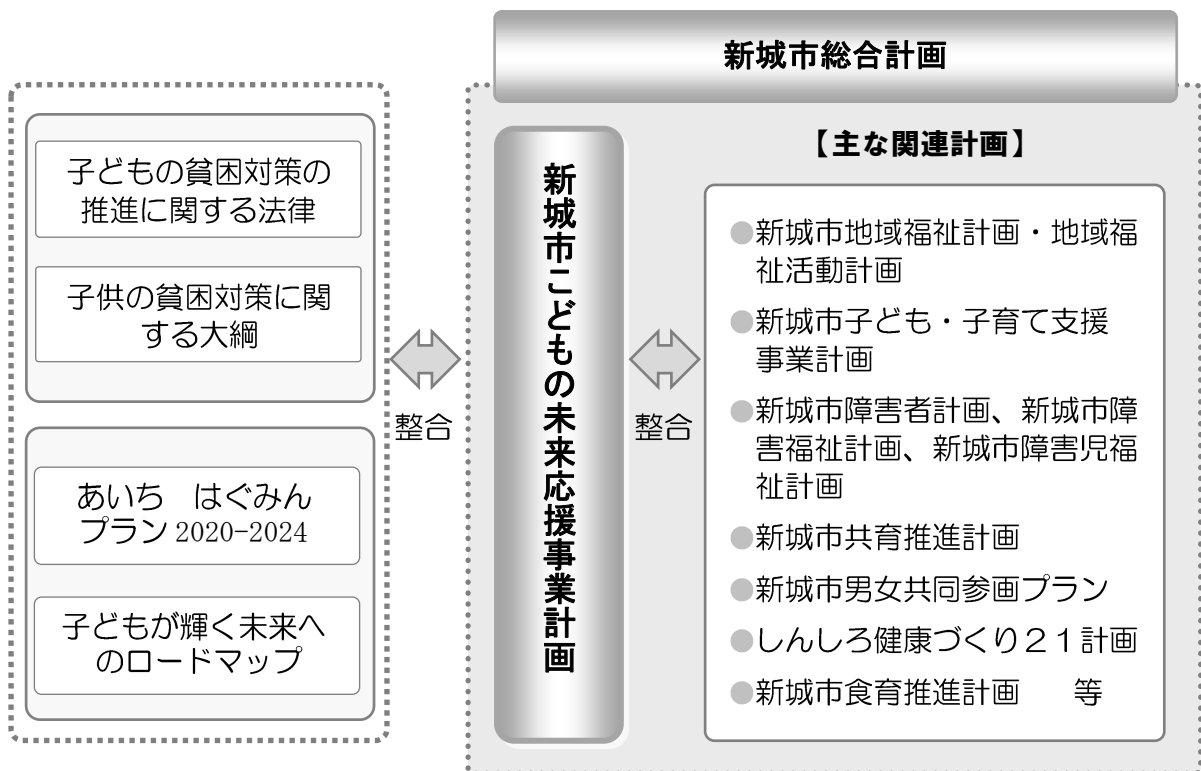 新城市総合計画
子どもの貧困対策の
推進に関する法律
子供の貧困対策に関
する大綱
あいち　はぐみん
プラン 2020-2024
子どもが輝く未来へ
のロードマップ
整合
新城市こどもの未来応援事業計画
整合
【主な関連計画】
●新城市地域福祉計画・地域福
祉活動計画
●新城市子ども・子育て支援
事業計画
●新城市障害者計画、新城市障
害福祉計画、新城市障害児福
祉計画
●新城市共育推進計画
●新城市男女共同参画プラン
●しんしろ健康づくり２１計画
●新城市食育推進計画　　等